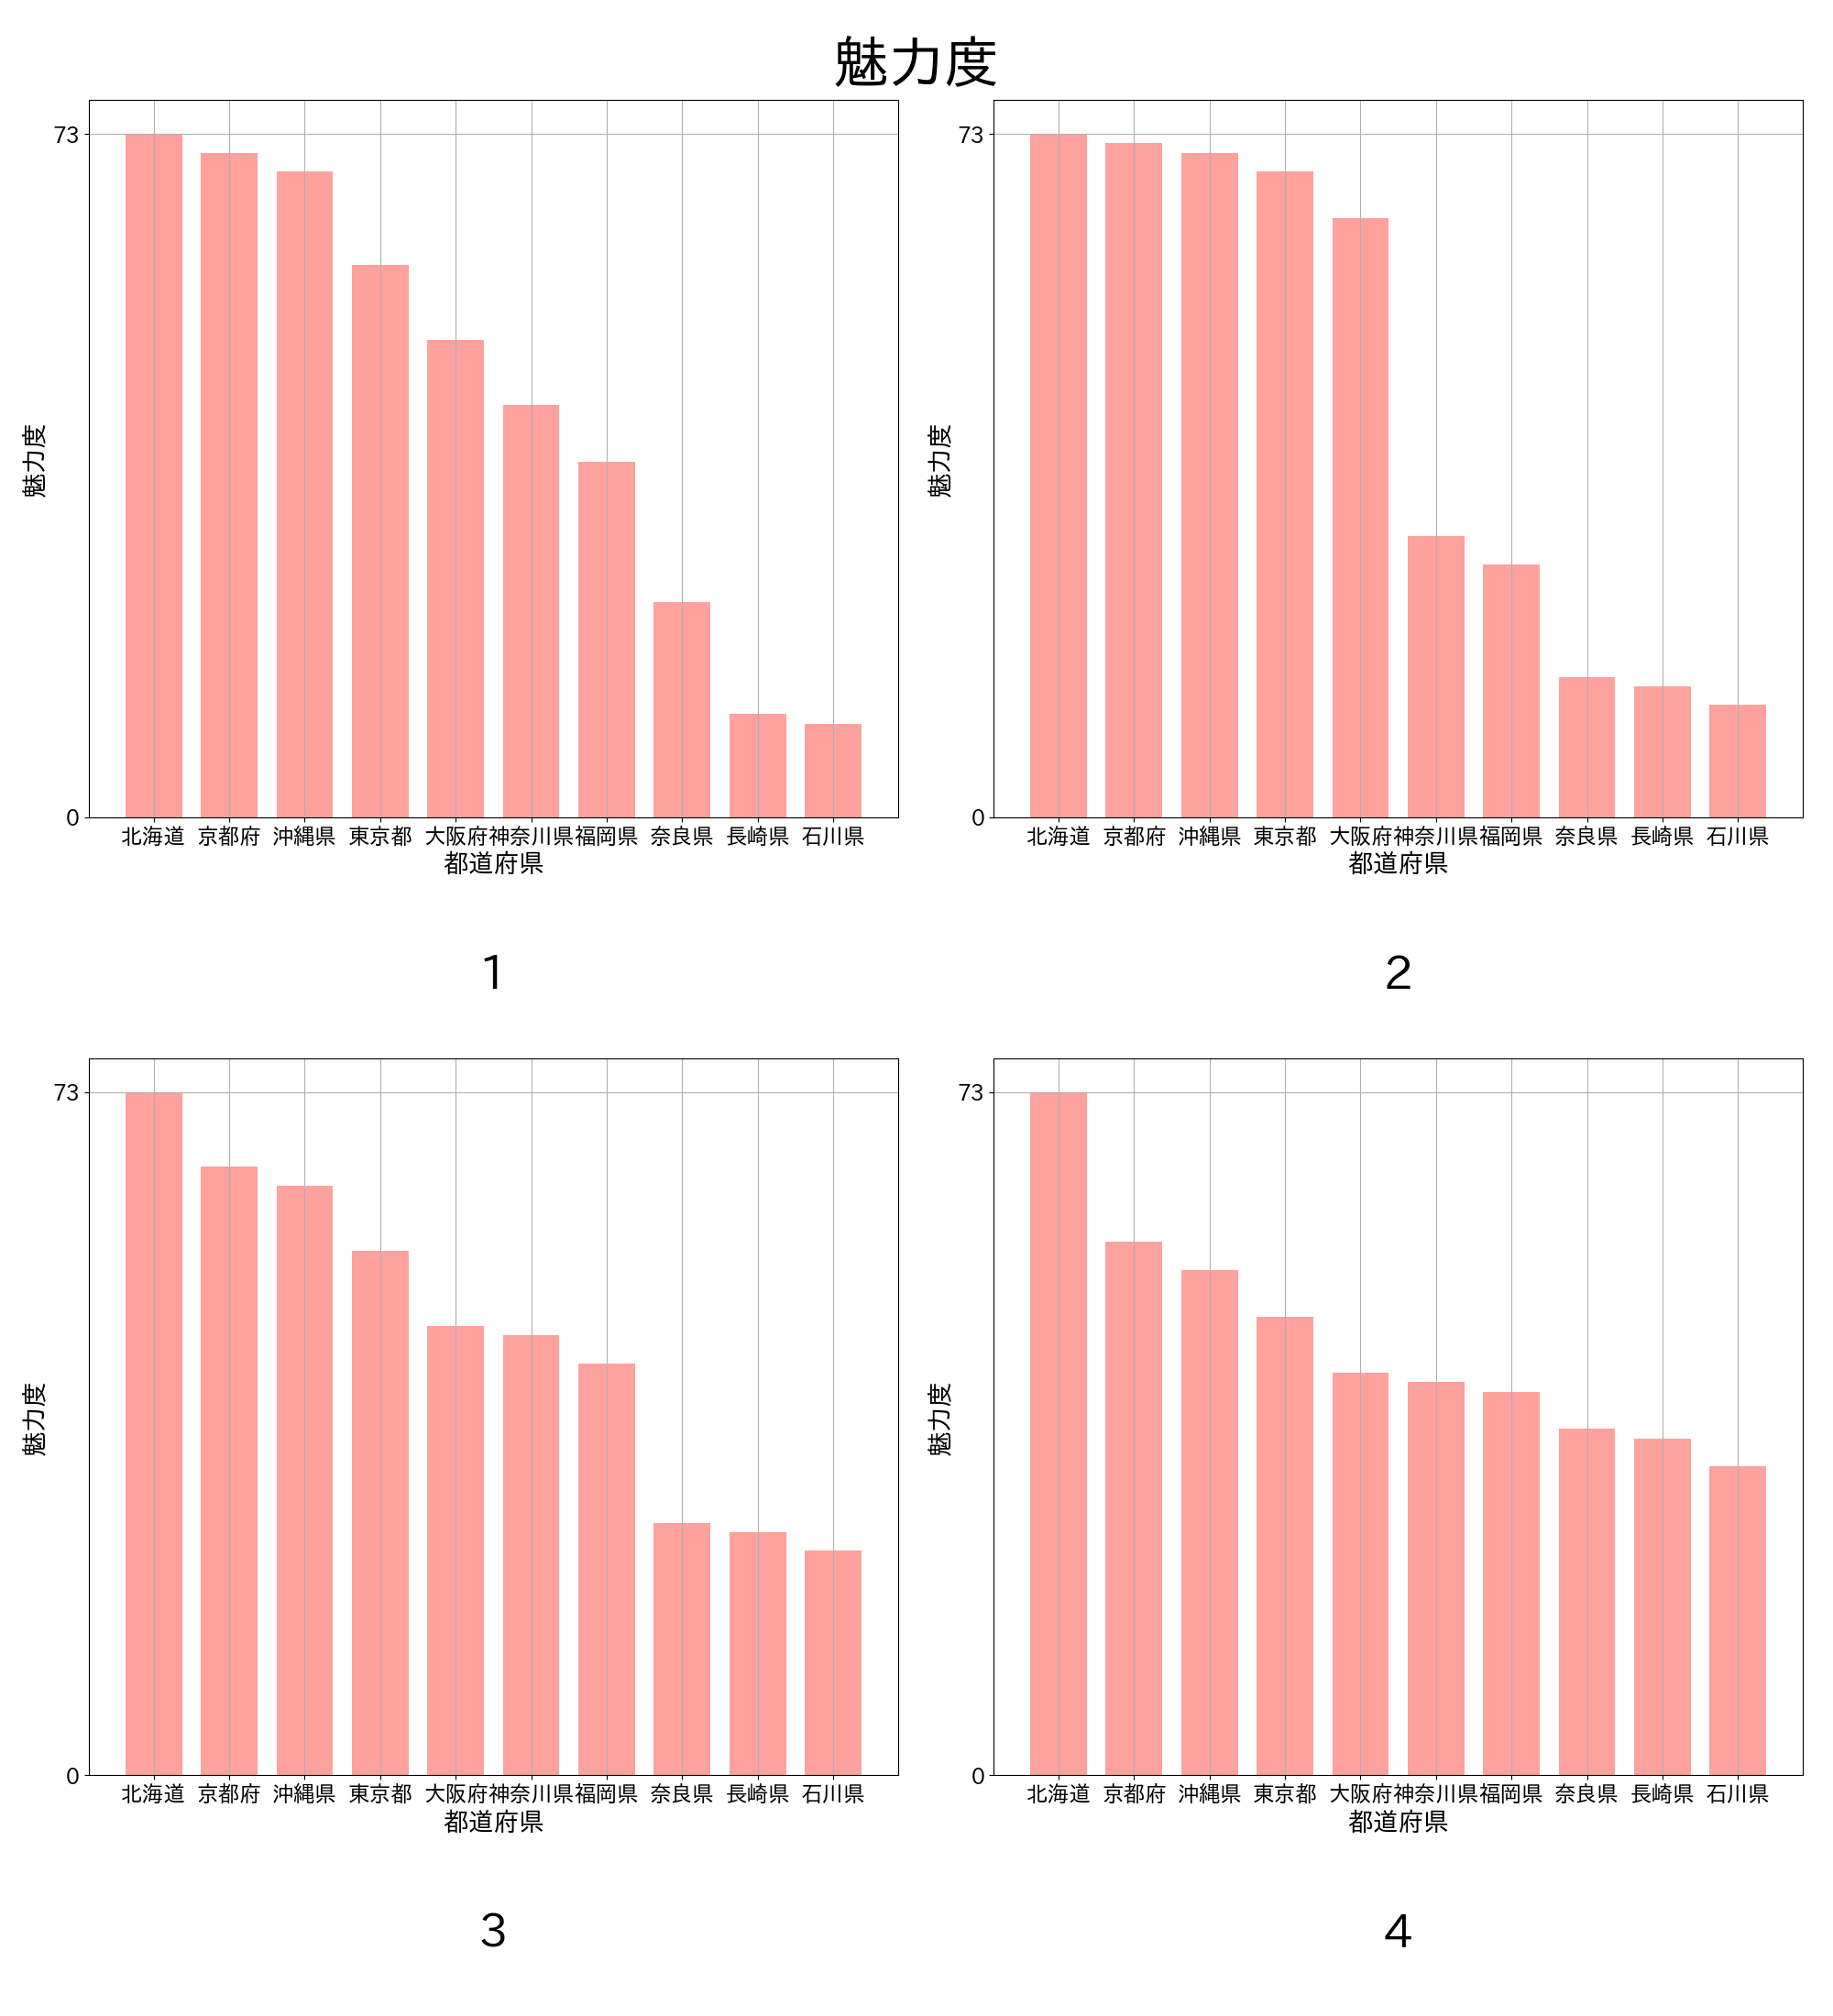 魅力度
73
魅力度
0
北海道 京都府 沖縄県 東京都 大阪府 神奈川県 福岡県 奈良県 長崎県 石川県
都道府県
1
73
魅力度
0
北海道 京都府 沖縄県 東京都 大阪府 神奈川県 福岡県 奈良県 長崎県 石川県
都道府県
2
73
魅力度
0
北海道 京都府 沖縄県 東京都 大阪府 神奈川県 福岡県 奈良県 長崎県 石川県
都道府県
3
73
魅力度
0
北海道 京都府 沖縄県 東京都 大阪府 神奈川県 福岡県 奈良県 長崎県 石川県
都道府県
4